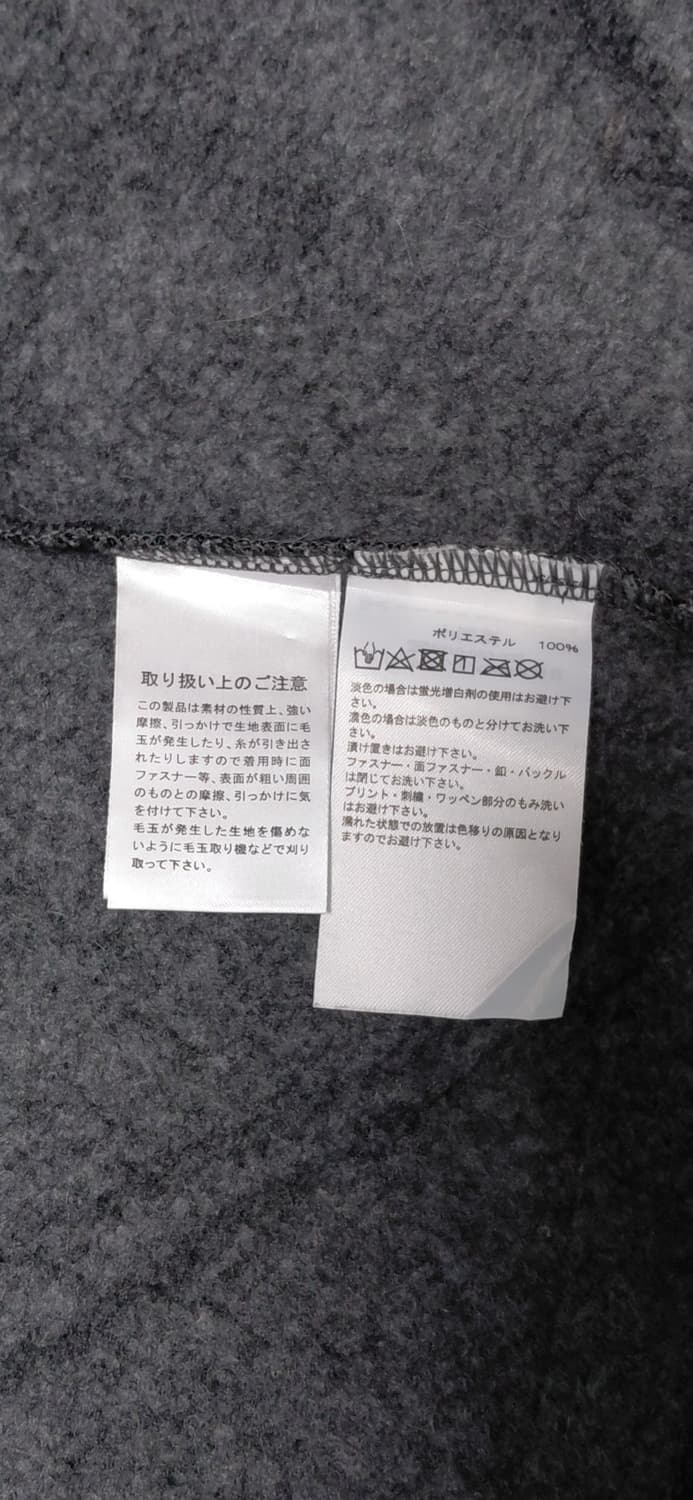 取り扱い上のご注意
この製品は素材の性質上、強い
摩擦、引っかけで生地表面に毛
玉が発生したり、糸が引き出さ
れたりしますので着用時に面
ファスナー等、表面が粗い周囲
のものとの摩擦、引っかけに気
を付けて下さい。
毛玉が発生した生地を傷めな
いように毛玉取り機などで刈り
取って下さい。
ポリエステル 100%
淡色の場合は蛍光増白剤の使用はお避け下
さい。
濃色の場合は淡色のものと分けてお洗い下
さい。
漬け置きはお避け下さい。
ファスナー・面ファスナー・釦・バックル
は閉じてお洗い下さい。
プリント・刺繍・ワッペン部分のもみ洗い
はお避け下さい。
濡れた状態での放置は色移りの原因となり
ますのでお避け下さい。